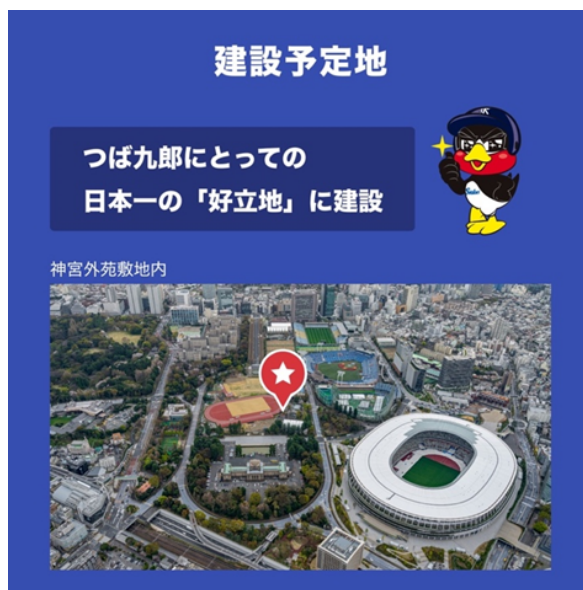 建設予定地
つば九郎にとっての
日本一の「好立地」に建設
神宮外苑敷地内